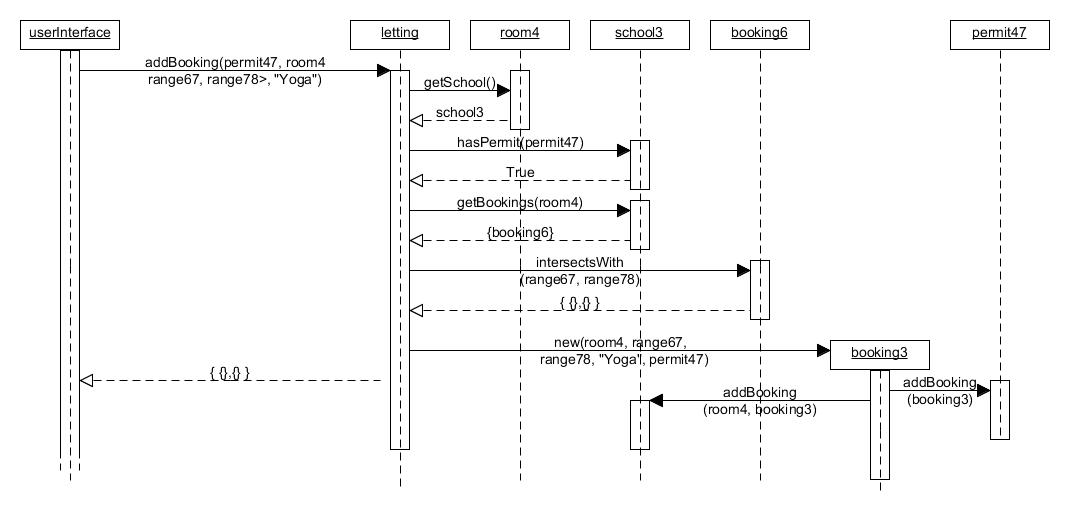 userInterface
letting
room4
school3
booking6
permit47
addBooking(permit47, room4
range67, range78>, "Yoga")
getSchool()
school3
hasPermit(permit47)
True
getBookings(room4)
{booking6}
intersectsWith
(range67, range78)
{ {},{} }
new(room4, range67,
range78, "Yoga", permit47)
booking3
{ {},{} }
addBooking
(booking3)
addBooking
(room4, booking3)